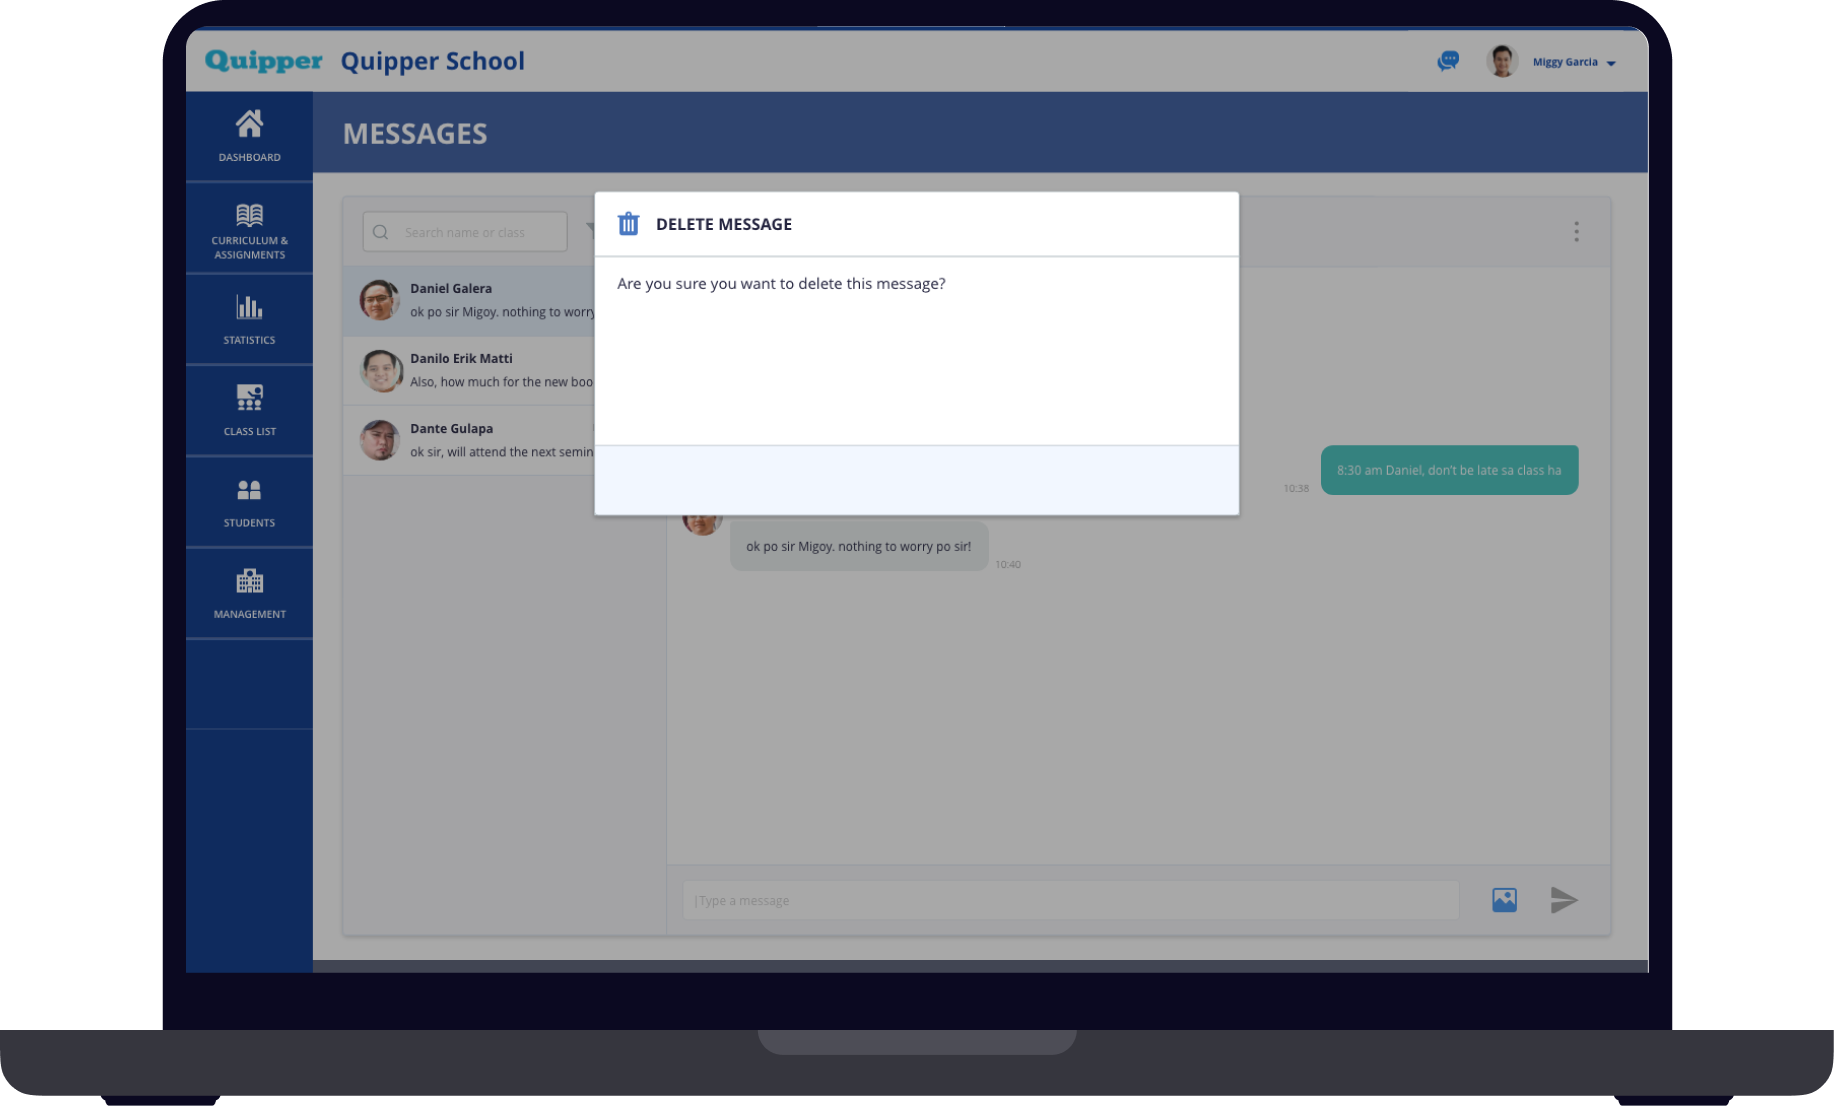 Quipper Quipper School
Miggy Garcia
MESSAGES
DASHBOARD
CURRICULUM &
ASSIGNMENTS
STATISTICS
CLASS LIST
STUDENTS
MANAGEMENT
Search name or class
Daniel Galera
ok po sir Migoy. nothing to worry
Danilo Erik Matti
Also, how much for the new boo
Dante Gulapa
ok sir, will attend the next semin
DELETE MESSAGE
Are you sure you want to delete this message?
8:30 am Daniel, don't be late sa class ha
10:38
ok po sir Migoy. nothing to worry po sir!
10:40
|Type a message